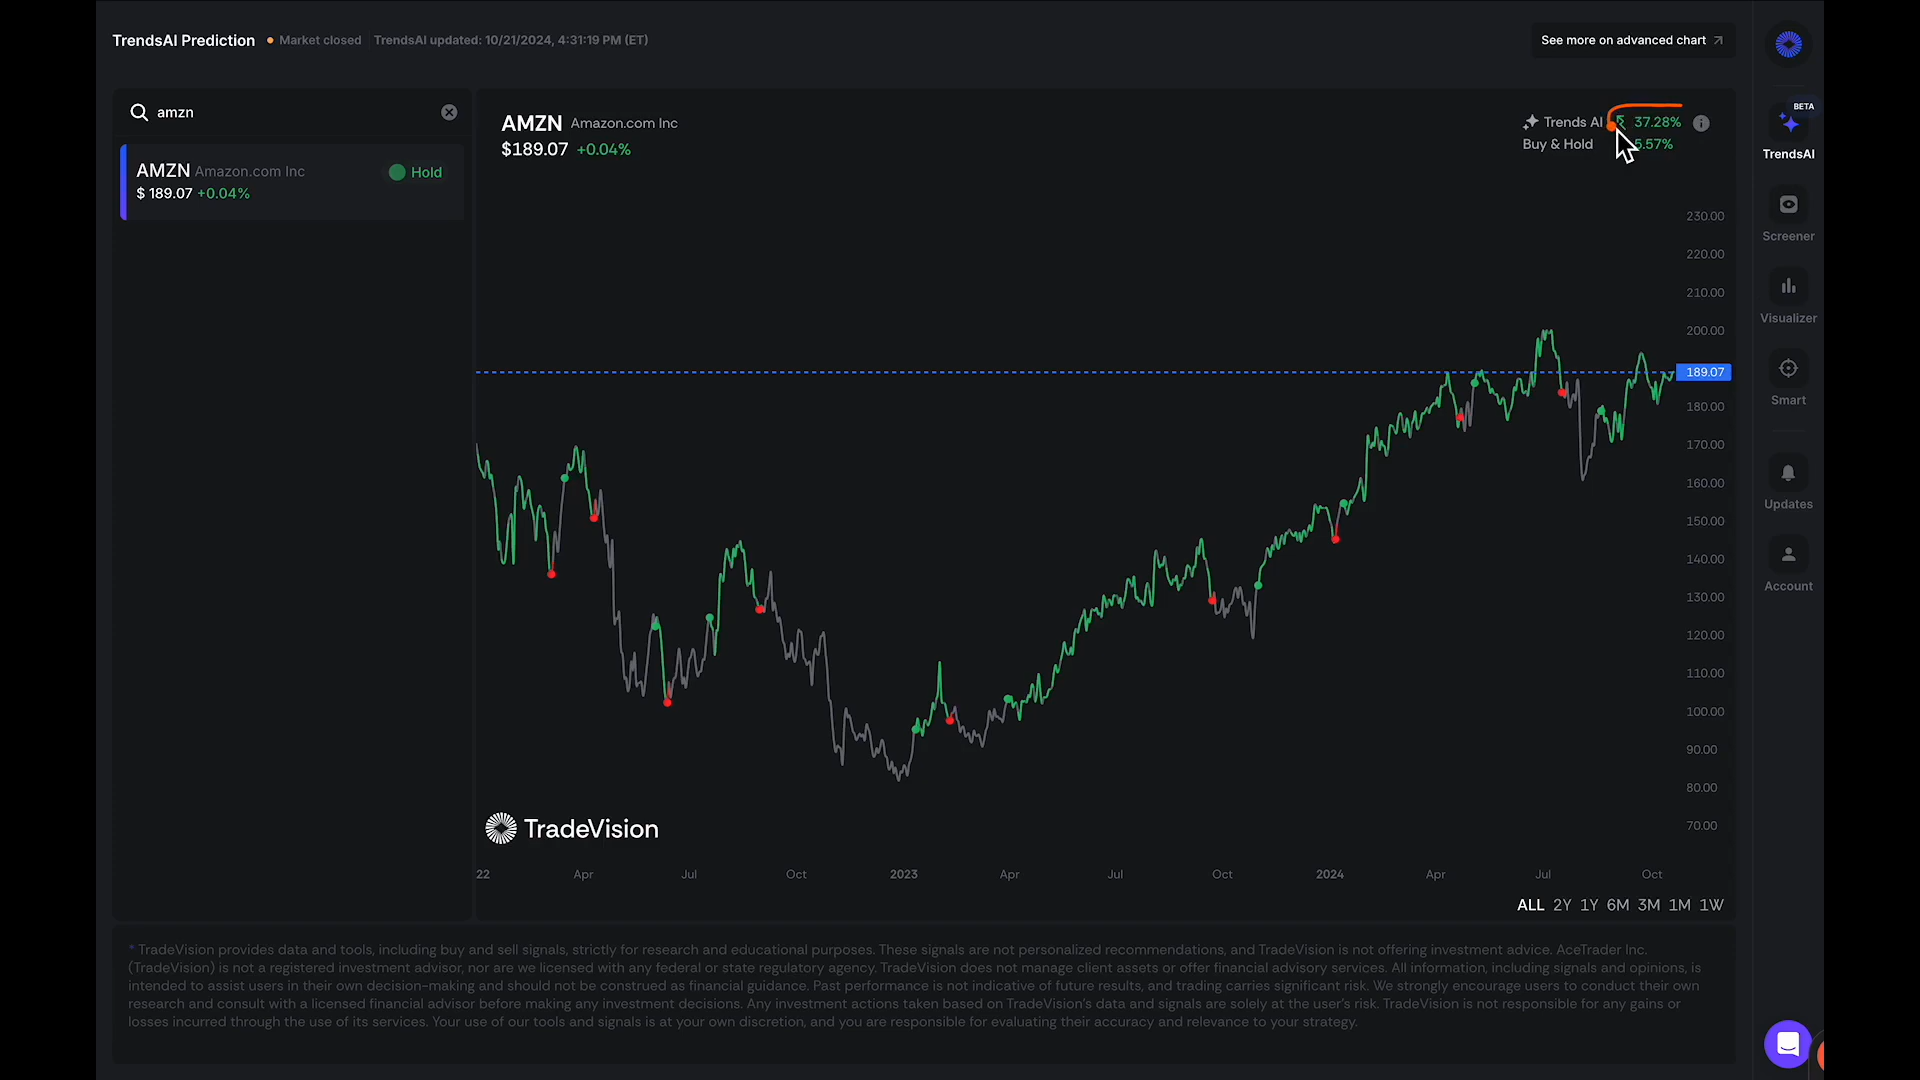 TrendsAI Prediction
Market closed
TrendsAI updated: 10/21/2024, 4:31:19 PM (ET)
See more on advanced chart
amzn
AMZN Amazon.com Inc
$ 189.07 +0.04%
Hold
AMZN Amazon.com Inc
$189.07 +0.04%
Trends AI 37.28%
Buy & Hold 5.57%
230.00
220.00
210.00
200.00
189.07
180.00
170.00
160.00
150.00
140.00
130.00
120.00
110.00
100.00
90.00
80.00
70.00
TradeVision
22 Apr Jul Oct 2023 Apr Jul Oct 2024 Apr Jul Oct
ALL 2Y 1Y 6M 3M 1M 1W
BETA
TrendsAI
Screener
Visualizer
Smart
Updates
Account
* TradeVision provides data and tools, including buy and sell signals, strictly for research and educational purposes. These signals are not personalized recommendations, and TradeVision is not offering investment advice. AceTrader Inc.
(TradeVision) is not a registered investment advisor, nor are we licensed with any federal or state regulatory agency. TradeVision does not manage client assets or offer financial advisory services. All information, including signals and opinions, is
intended to assist users in their own decision-making and should not be construed as financial guidance. Past performance is not indicative of future results, and trading carries significant risk. We strongly encourage users to conduct their own
research and consult with a licensed financial advisor before making any investment decisions. Any investment actions taken based on TradeVision's data and signals are solely at the user's risk. TradeVision is not responsible for any gains or
losses incurred through the use of its services. Your use of our tools and signals is at your own discretion, and you are responsible for evaluating their accuracy and relevance to your strategy.